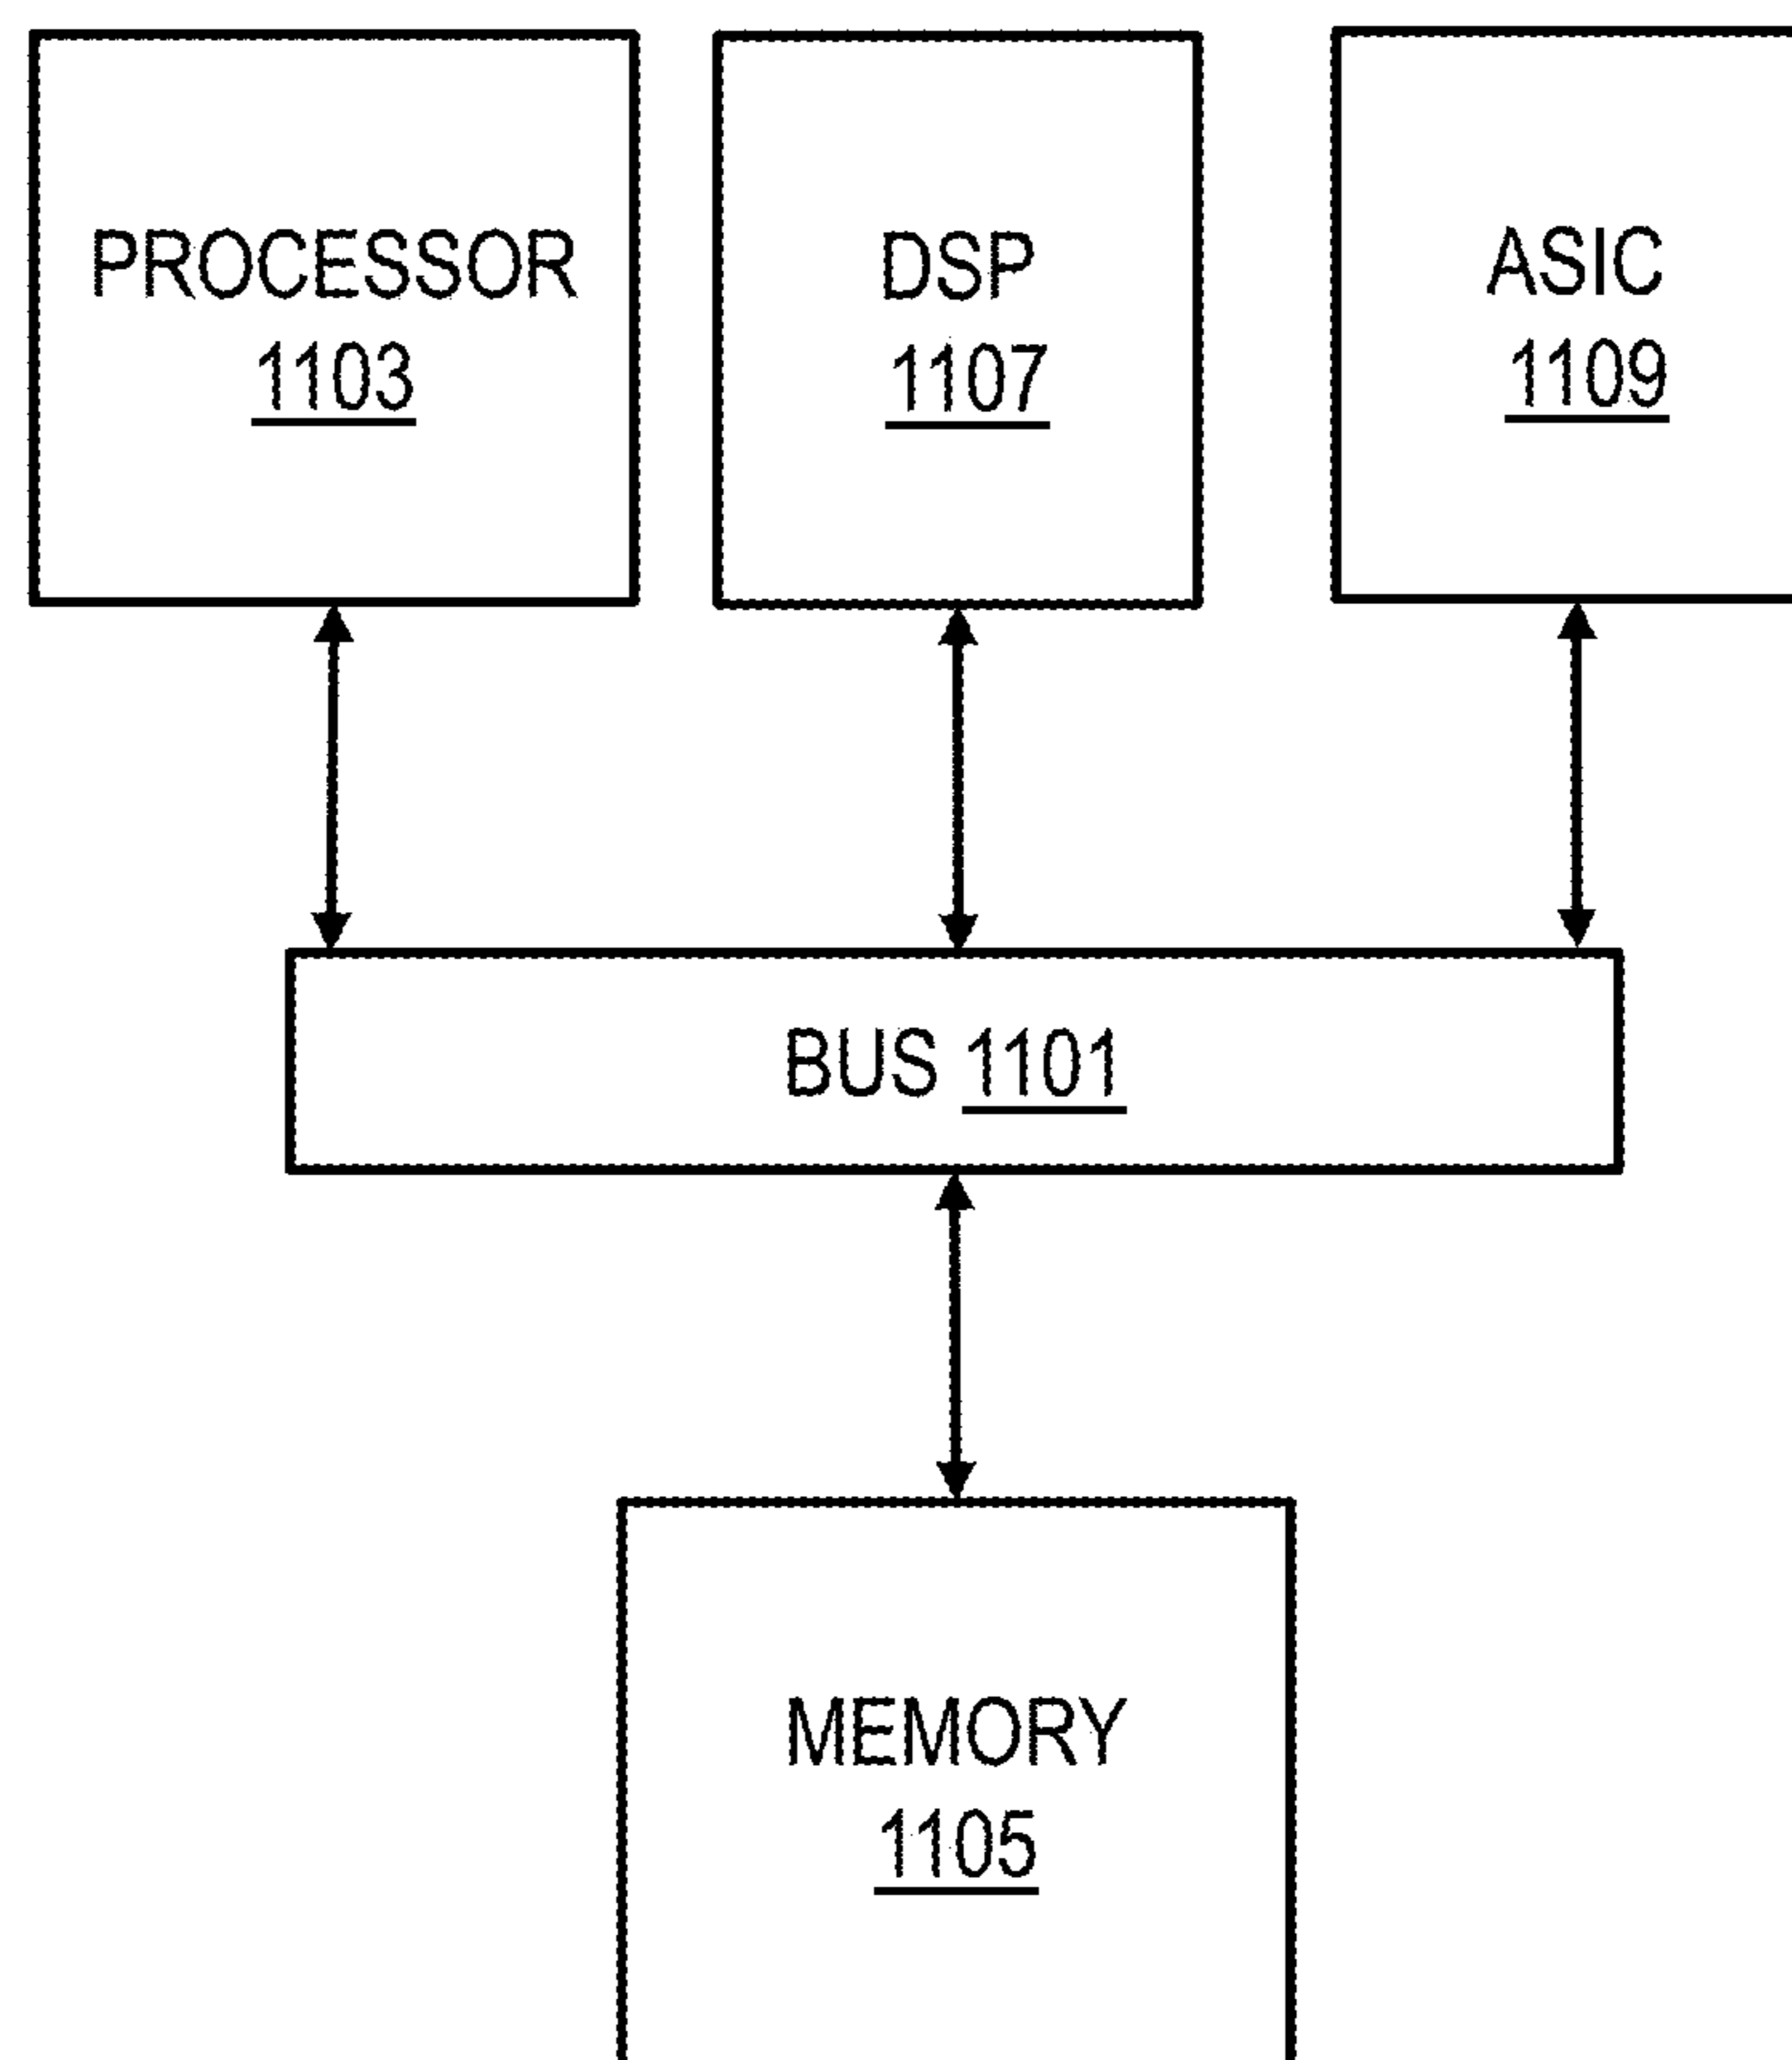 PROCESSOR
1103
DSP
1107
ASIC
1109
BUS 1101
MEMORY
1105